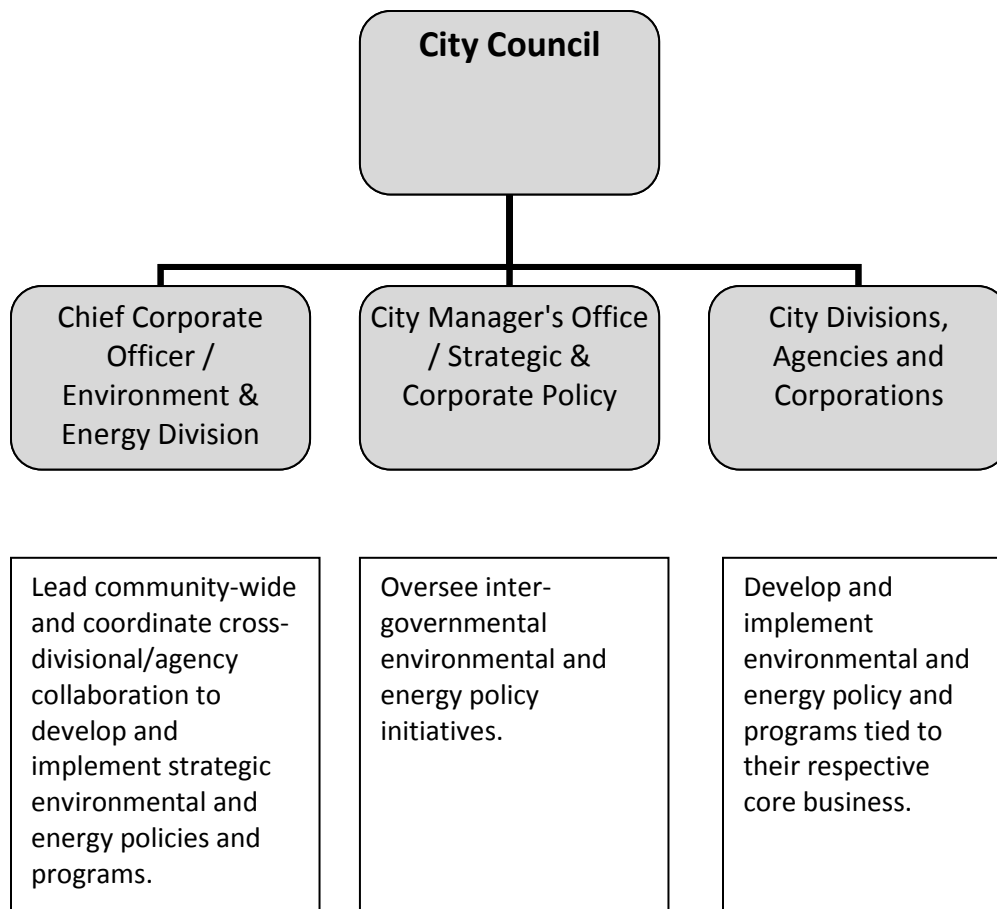 City Council
Chief Corporate
Officer /
Environment &
Energy Division
City Manager's Office
/ Strategic &
Corporate Policy
City Divisions,
Agencies and
Corporations
Lead community-wide
and coordinate cross-
divisional/agency
collaboration to
develop and
implement strategic
environmental and
energy policies and
programs.
Oversee inter-
governmental
environmental and
energy policy
initiatives.
Develop and
implement
environmental and
energy policy and
programs tied to
their respective
core business.